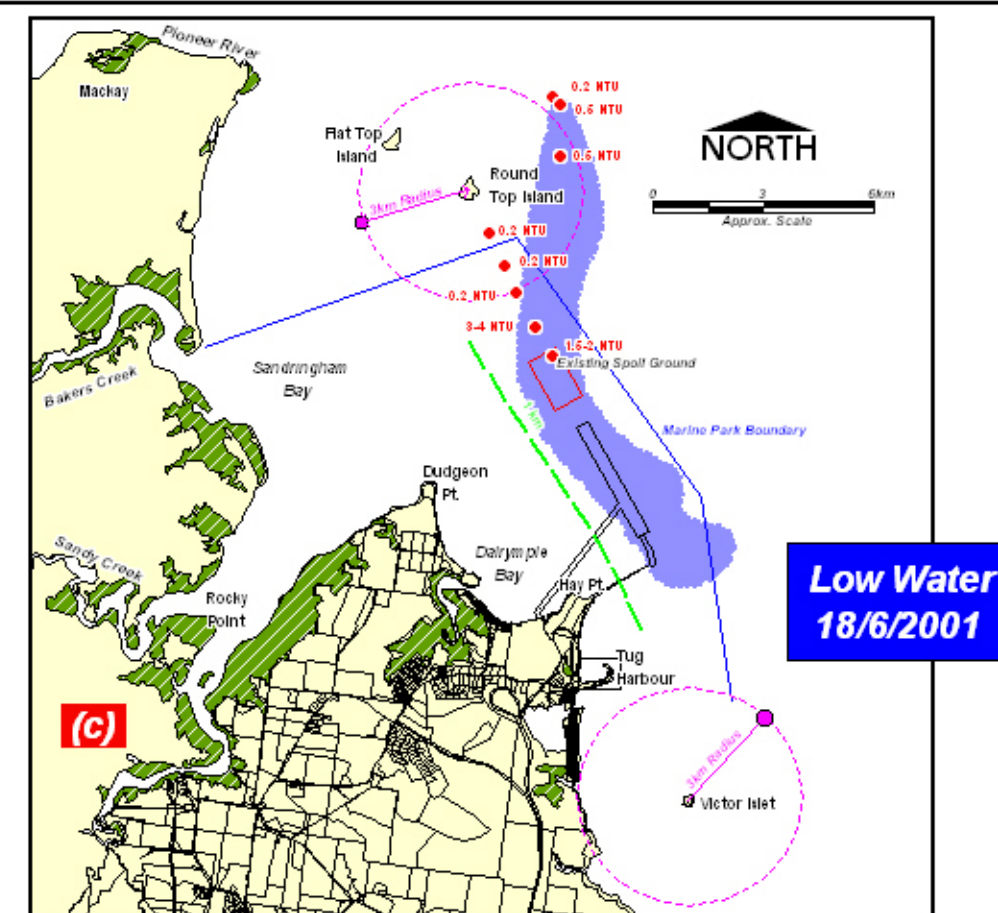 Pioneer River
Mackay
0.2 NTU
0.5 NTU
Flat Top
Island
0.5 NTU
NORTH
Round
Top Island
3km Radius
0
3
6km
Approx. Scale
0.2 NTU
0.2 NTU
0.2 NTU
3-4 NTU
1.5-2 NTU
Existing Spoil Ground
Sandringham
Bay
Bakers Creek
1 km
Marine Park Boundary
Dudgeon
Pt.
Sandy Creek
Dalrymple
Bay
Hay Pt.
Low Water
18/6/2001
Rocky
Point
Tug
Harbour
(c)
3km Radius
Victor Islet